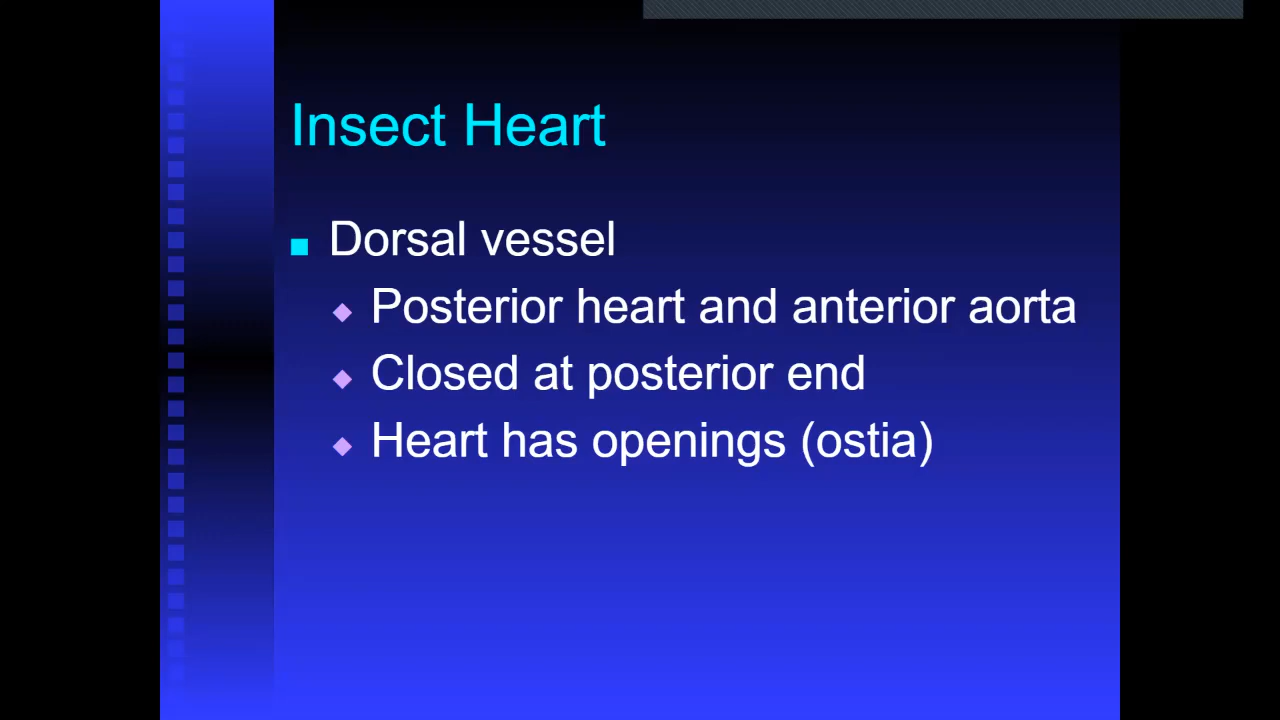 Insect Heart
Dorsal vessel
Posterior heart and anterior aorta
Closed at posterior end
Heart has openings (ostia)